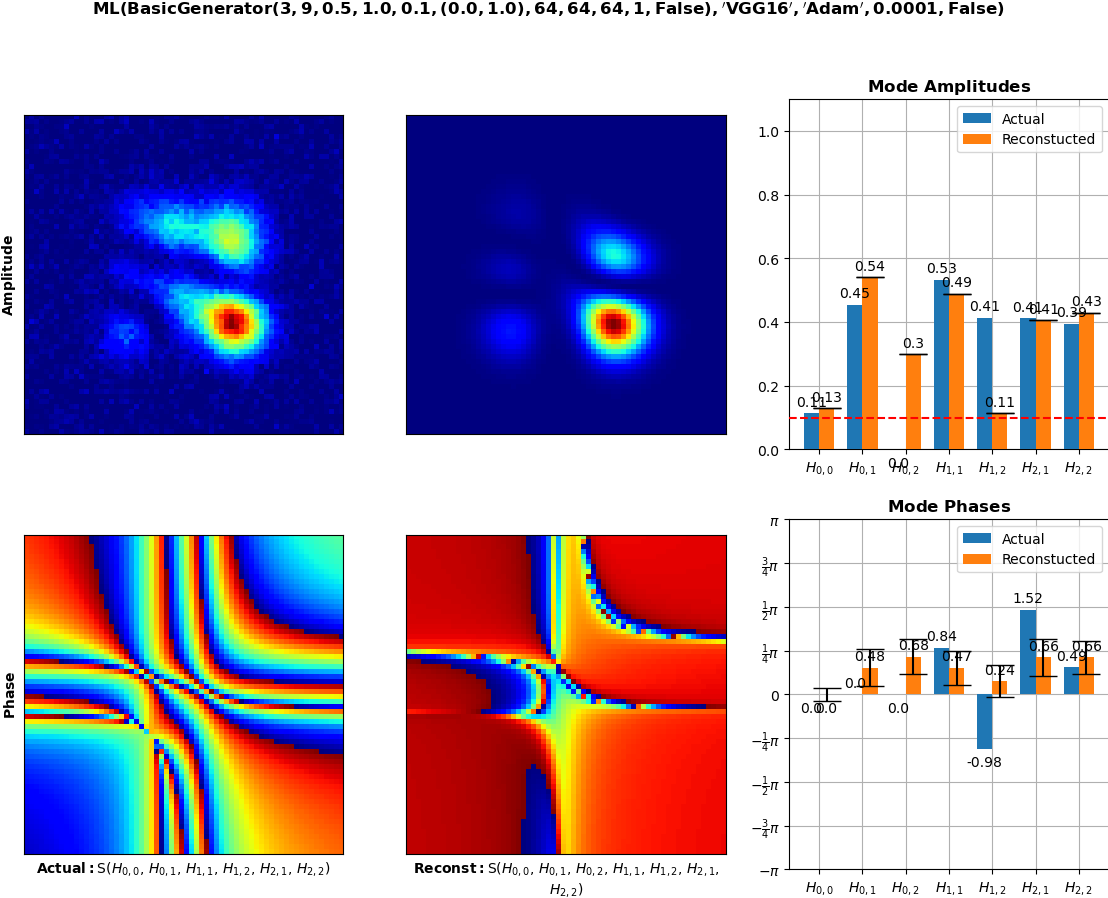 ML(BasicGenerator(3, 9, 0.5, 1.0, 0.1, (0.0, 1.0), 64, 64, 64, 1, False), ′VGG16′, ′Adam′, 0.0001, False)
Amplitude
Mode Amplitudes
Actual
Reconstucted
1.0
0.8
0.6
0.4
0.2
0.0
0.11
0.13
0.45
0.54
0.0
0.3
0.53
0.49
0.41
0.11
0.41
0.41
0.39
0.43
H0,0 H0,1 H0,2 H1,1 H1,2 H2,1 H2,2
Phase
Actual: S(H0,0, H0,1, H1,1, H1,2, H2,1, H2,2)
Reconst: S(H0,0, H0,1, H0,2, H1,1, H1,2, H2,1,
H2,2)
Mode Phases
Actual
Reconstucted
π
3/4π
1/2π
1/4π
0
−1/4π
−1/2π
−3/4π
−π
0.0
0.0
0.0
0.48
0.0
0.68
0.84
0.47
-0.98
0.24
1.52
0.66
0.49
0.66
H0,0 H0,1 H0,2 H1,1 H1,2 H2,1 H2,2